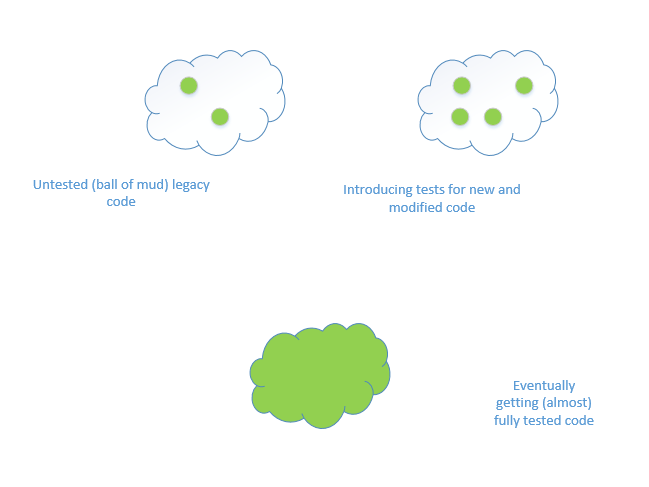 Untested (ball of mud) legacy
code
Introducing tests for new and
modified code
Eventually
getting (almost)
fully tested code